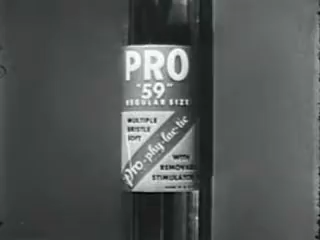 PRO
"59"
REGULAR SIZE
MULTIPLE
BRISTLE
SOFT
Pro-phy-lac-tic
WITH
REMOVABLE
STIMULATOR